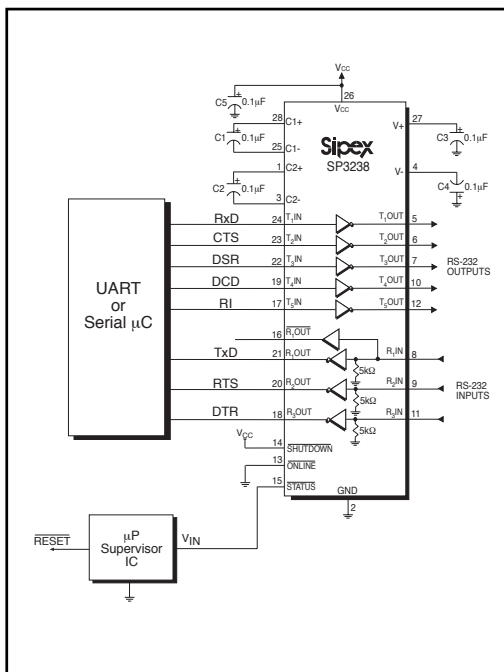 VCC
26
VCC
C5
+
0.1µF
28
C1+
C1
+
0.1µF
25
C1-
1
C2+
C2
+
0.1µF
3
C2-
Sipex
SP3238
V+
27
C3
+
0.1µF
V-
4
C4
0.1µF
+
UART
or
Serial µC
RxD
24
T1IN
T1OUT
5
CTS
23
T2IN
T2OUT
6
DSR
22
T3IN
T3OUT
7
RS-232
OUTPUTS
DCD
19
T4IN
T4OUT
10
RI
17
T5IN
T5OUT
12
16
R1OUT
TxD
21
R1OUT
R1IN
8
5kΩ
RTS
20
R2OUT
R2IN
9
RS-232
INPUTS
5kΩ
DTR
18
R3OUT
R3IN
11
5kΩ
VCC
14
SHUTDOWN
13
ONLINE
15
STATUS
GND
2
RESET
µP
Supervisor
IC
VIN